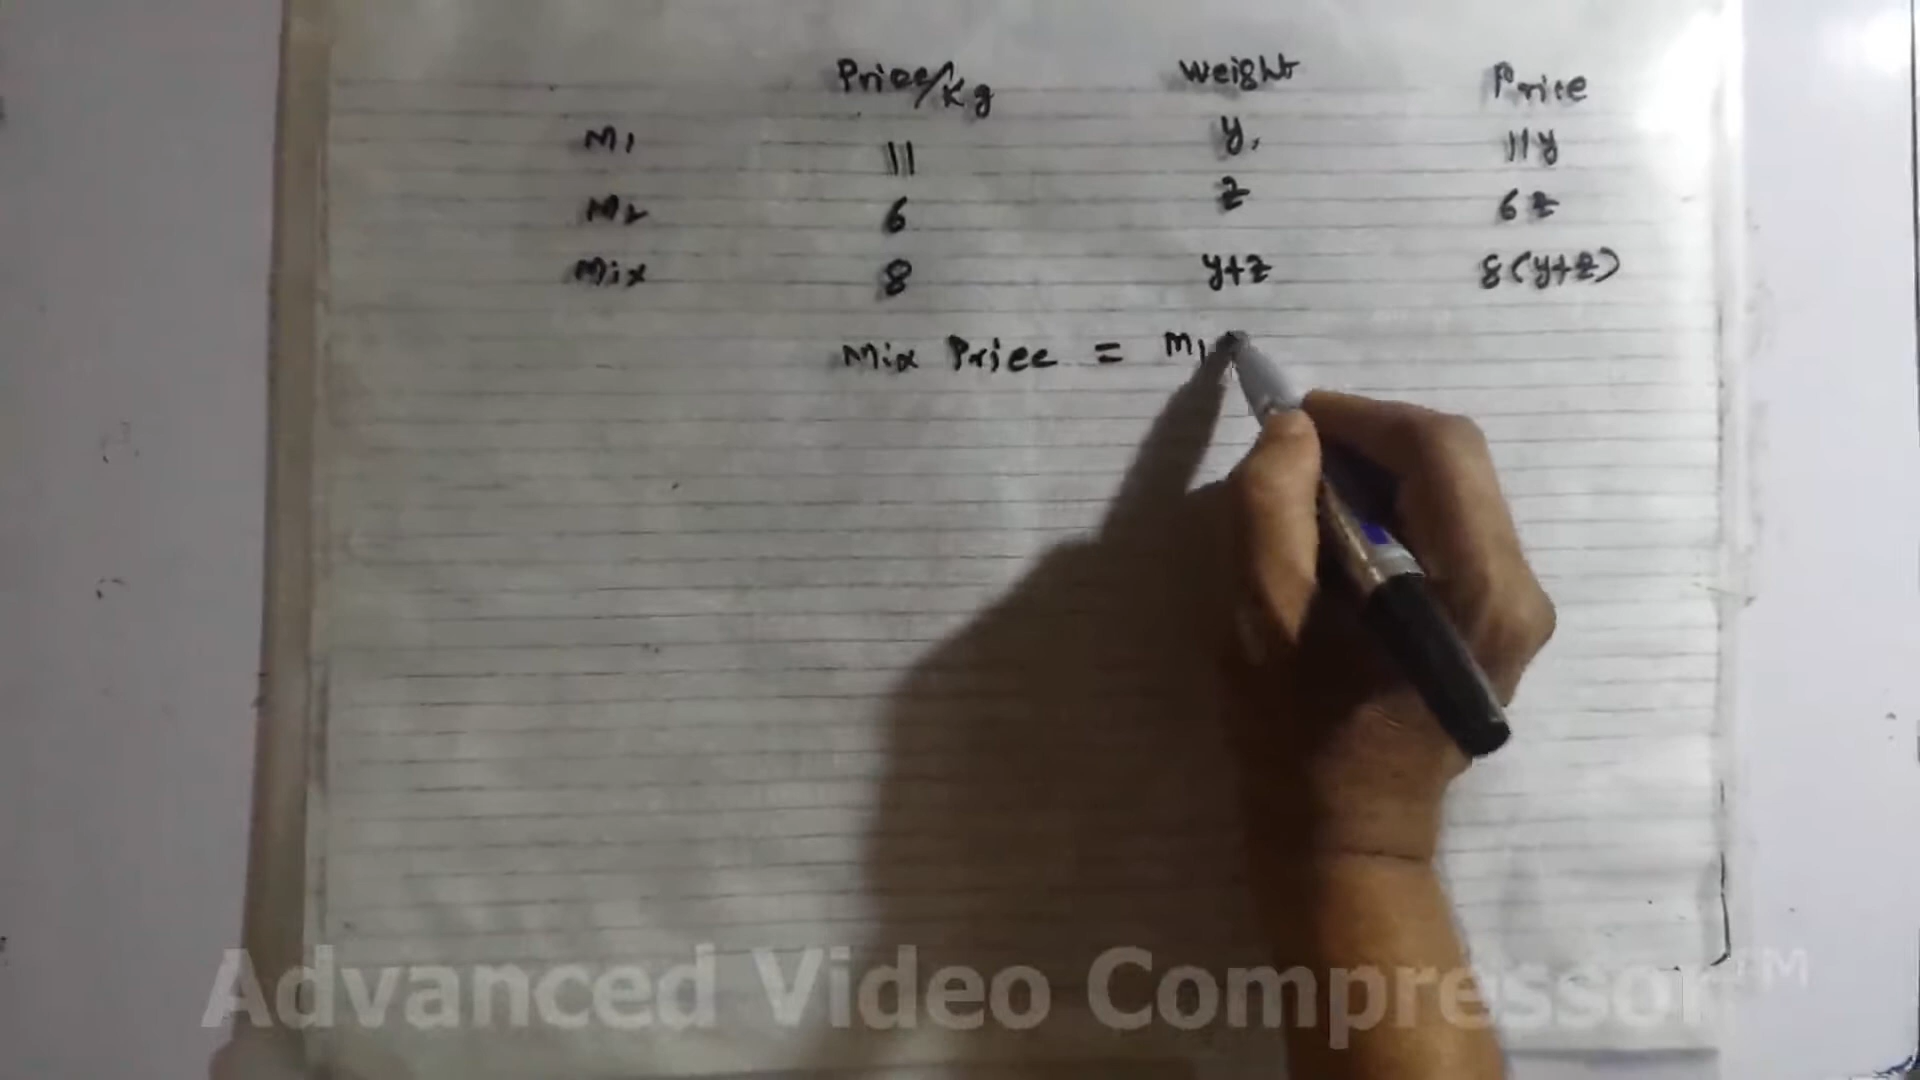 Price/Kg Weight Price
M1 11 y, 11y
M2 6 z 6z
Mix 8 y+z 8(y+z)
Mix Price = M1
Advanced Video Compressor™